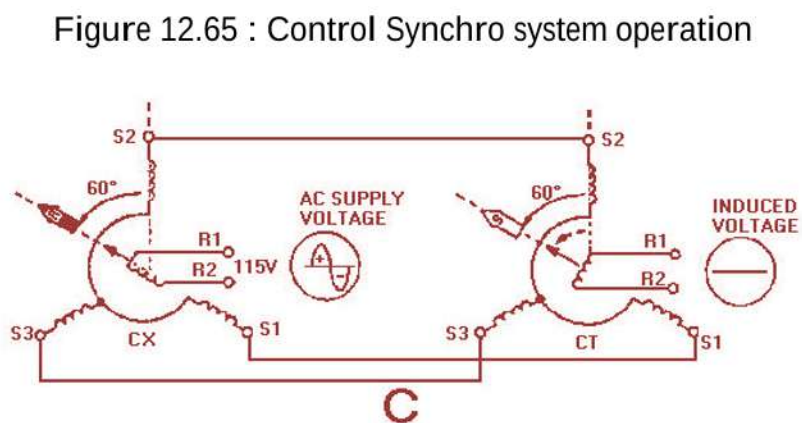 Figure 12.65 : Control Synchro system operation
S2
S2
60°
AC SUPPLY
VOLTAGE
60°
INDUCED
VOLTAGE
R1
R2
115V
+
-
R1
R2
S3
CX
S1
S3
CT
S1
C